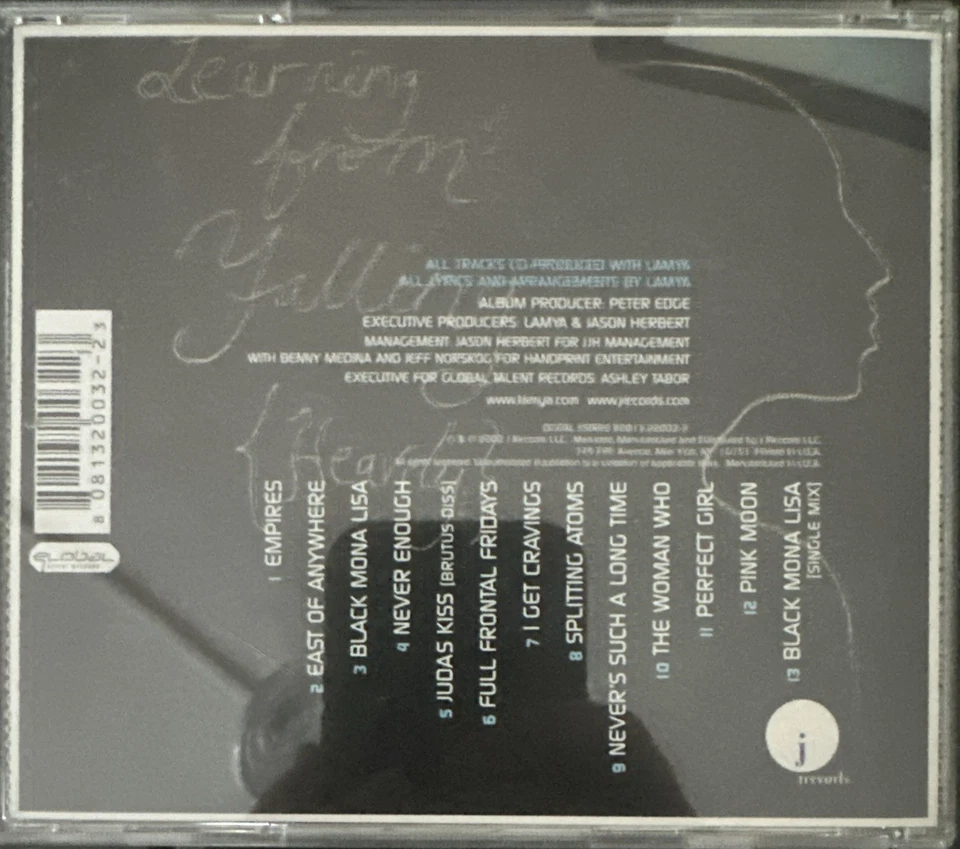 Learning
from
Falling
{Hearts}
ALL TRACKS CO-PRODUCED WITH LAMYA
ALL LYRICS AND ARRANGEMENTS BY LAMYA
ALBUM PRODUCER: PETER EDGE
EXECUTIVE PRODUCERS: LAMYA & JASON HERBERT
MANAGEMENT: JASON HERBERT FOR JJH MANAGEMENT
WITH BENNY MEDINA AND JEFF NORSKOG FOR HANDPRINT ENTERTAINMENT
EXECUTIVE FOR GLOBAL TALENT RECORDS: ASHLEY TABOR
www.lamya.com www.jrecords.com
1 EMPIRES
2 EAST OF ANYWHERE
3 BLACK MONA LISA
4 NEVER ENOUGH
5 JUDAS KISS [BRUTUS DISS]
6 FULL FRONTAL FRIDAYS
7 I GET CRAVINGS
8 SPLITTING ATOMS
9 NEVER'S SUCH A LONG TIME
10 THE WOMAN WHO
11 PERFECT GIRL
12 PINK MOON
13 BLACK MONA LISA
[SINGLE MIX]
8 081320032-23
GLOBAL
j.
records